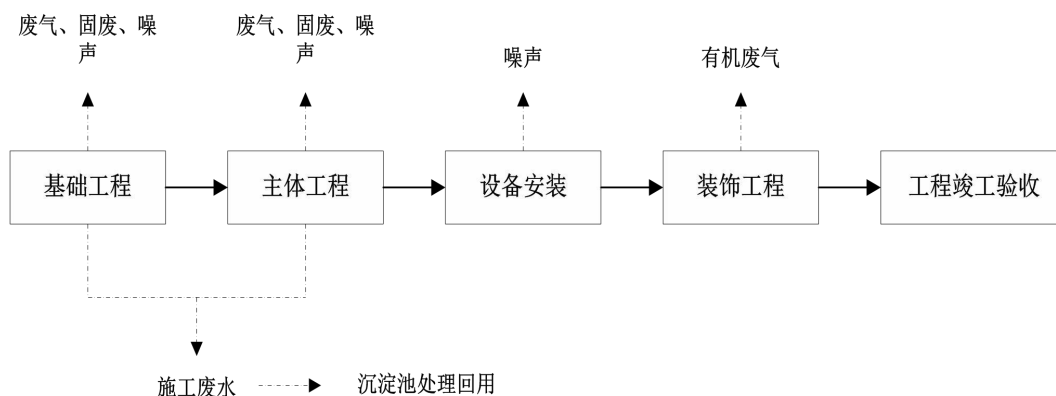 废气、固废、噪
声
废气、固废、噪
声
噪声
有机废气
基础工程
主体工程
设备安装
装饰工程
工程竣工验收
施工废水
沉淀池处理回用